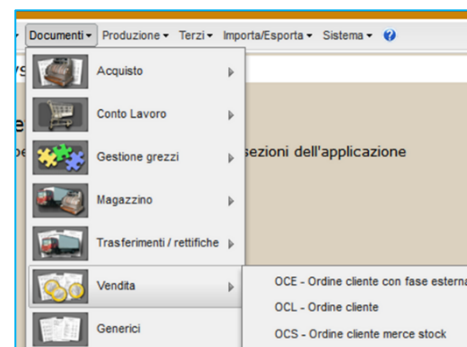 Documenti Produzione Terzi Importa/Esporta Sistema ?
Acquisto
Conto Lavoro
Gestione grezzi
sezioni dell'applicazione
Magazzino
Trasferimenti / rettifiche
Vendita
OCE - Ordine cliente con fase esterna
OCL - Ordine cliente
Generici
OCS - Ordine cliente merce stock